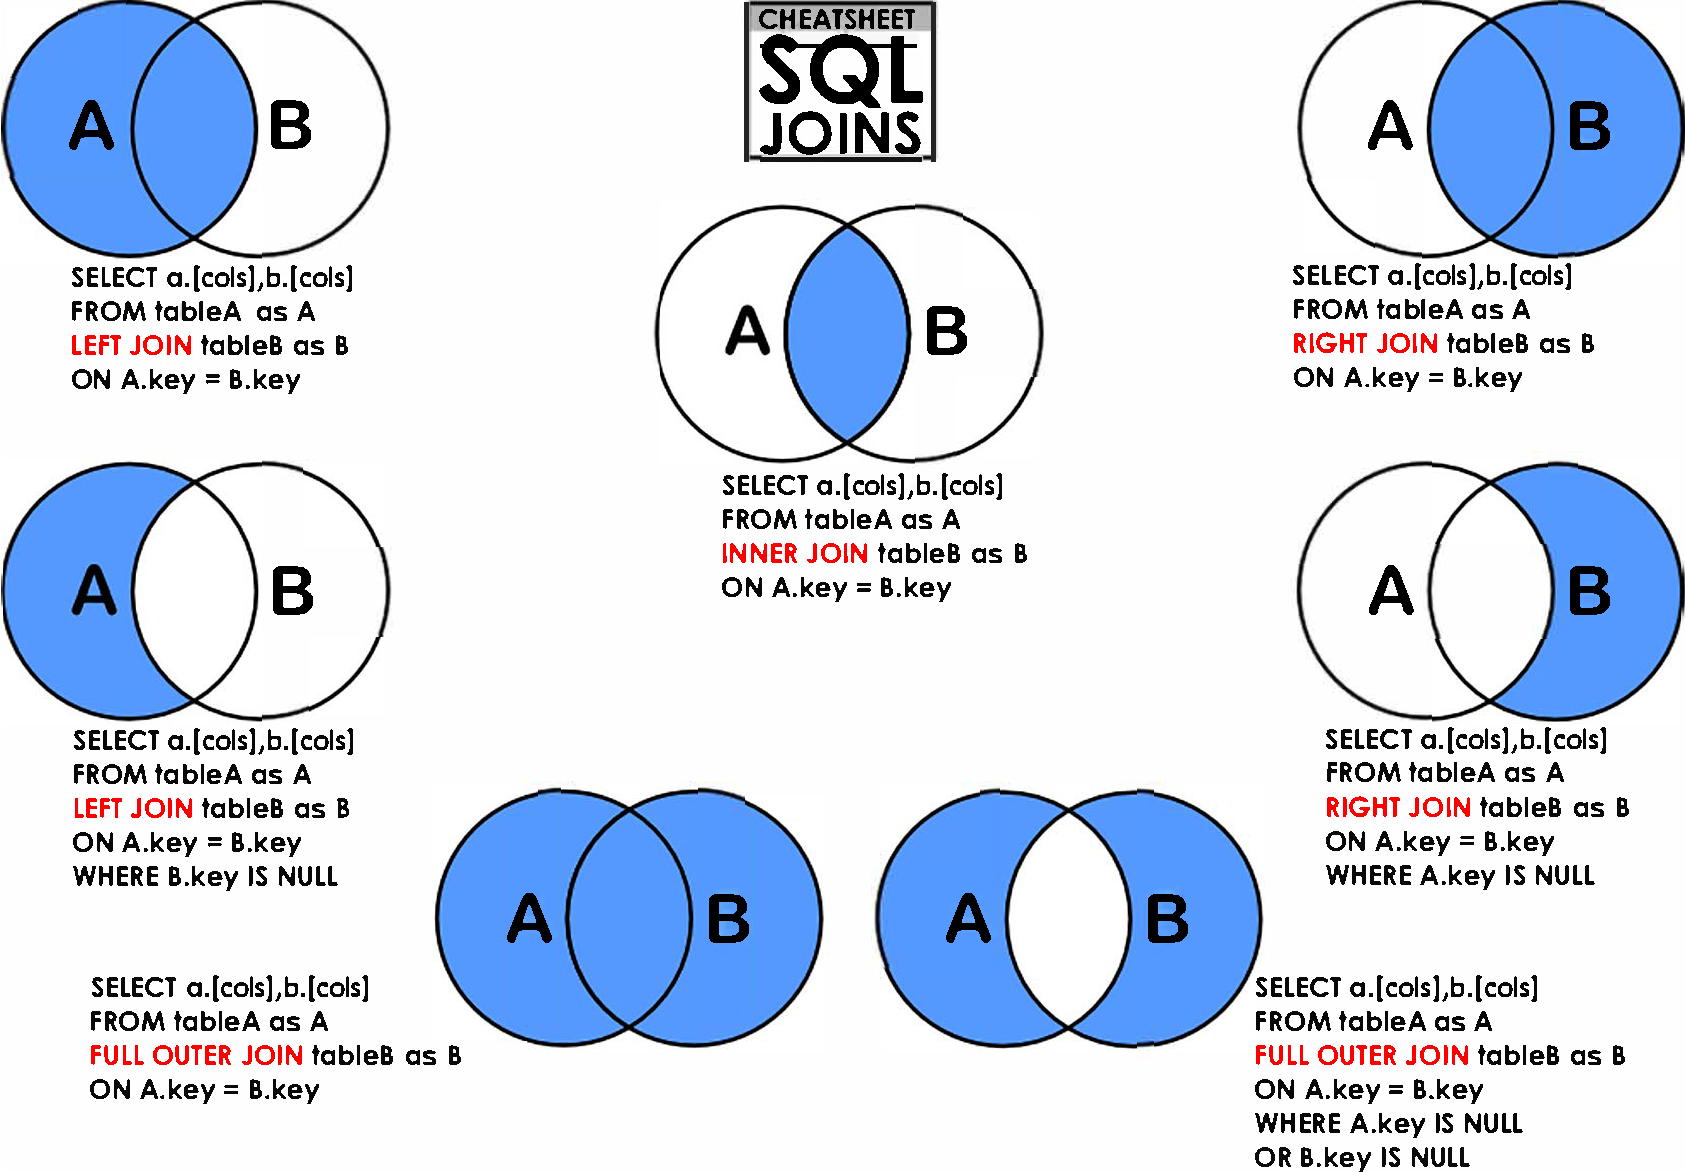 CHEATSHEET
SQL
JOINS
A B
SELECT a.[cols],b.[cols]
FROM tableA as A
LEFT JOIN tableB as B
ON A.key = B.key
A B
SELECT a.[cols],b.[cols]
FROM tableA as A
INNER JOIN tableB as B
ON A.key = B.key
A B
SELECT a.[cols],b.[cols]
FROM tableA as A
RIGHT JOIN tableB as B
ON A.key = B.key
A B
SELECT a.[cols],b.[cols]
FROM tableA as A
LEFT JOIN tableB as B
ON A.key = B.key
WHERE B.key IS NULL
A B
SELECT a.[cols],b.[cols]
FROM tableA as A
RIGHT JOIN tableB as B
ON A.key = B.key
WHERE A.key IS NULL
A B
SELECT a.[cols],b.[cols]
FROM tableA as A
FULL OUTER JOIN tableB as B
ON A.key = B.key
A B
SELECT a.[cols],b.[cols]
FROM tableA as A
FULL OUTER JOIN tableB as B
ON A.key = B.key
WHERE A.key IS NULL
OR B.key IS NULL